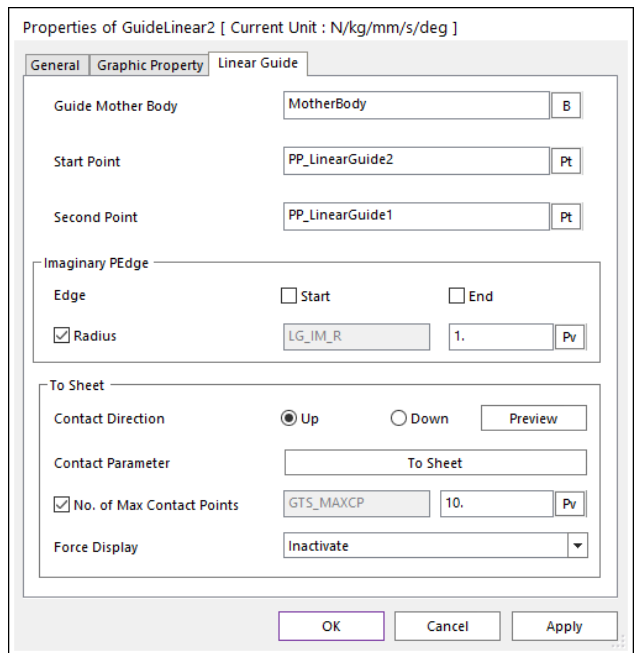 Properties of GuideLinear2 [ Current Unit : N/kg/mm/s/deg ]
General Graphic Property Linear Guide
Guide Mother Body MotherBody B
Start Point PP_LinearGuide2 Pt
Second Point PP_LinearGuide1 Pt
Imaginary PEdge
Edge Start End
Radius LG_IM_R 1. Pv
To Sheet
Contact Direction Up Down Preview
Contact Parameter To Sheet
No. of Max Contact Points GTS_MAXCP 10. Pv
Force Display Inactivate
OK Cancel Apply